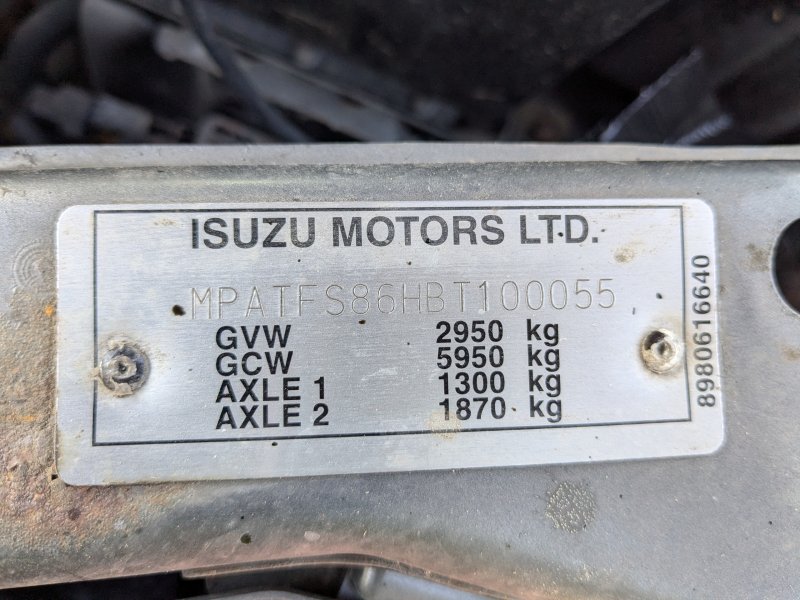 ISUZU MOTORS LTD.
MPATFS86HBT100055
GVW 2950 kg
GCW 5950 kg
AXLE 1 1300 kg
AXLE 2 1870 kg
8980616640